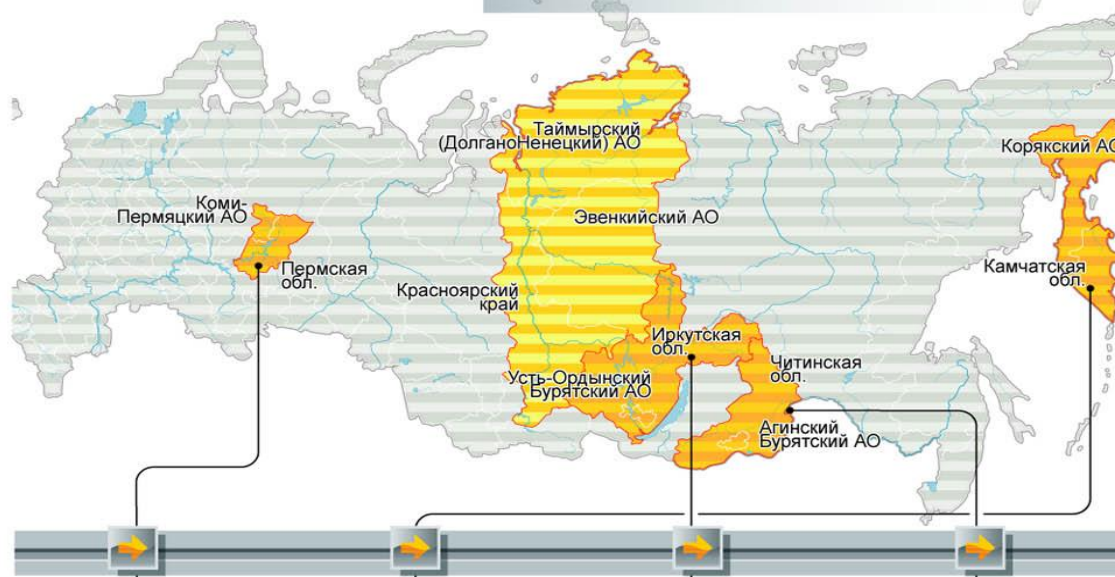 Таймырский
(ДолганоНенецкий) АО
Корякский АО
Коми-
Пермяцкий АО
Эвенкийский АО
Пермская
обл.
Камчатская
обл.
Красноярский
край
Иркутская
обл.
Читинская
обл.
Усть-Ордынский
Бурятский АО
Агинский
Бурятский АО